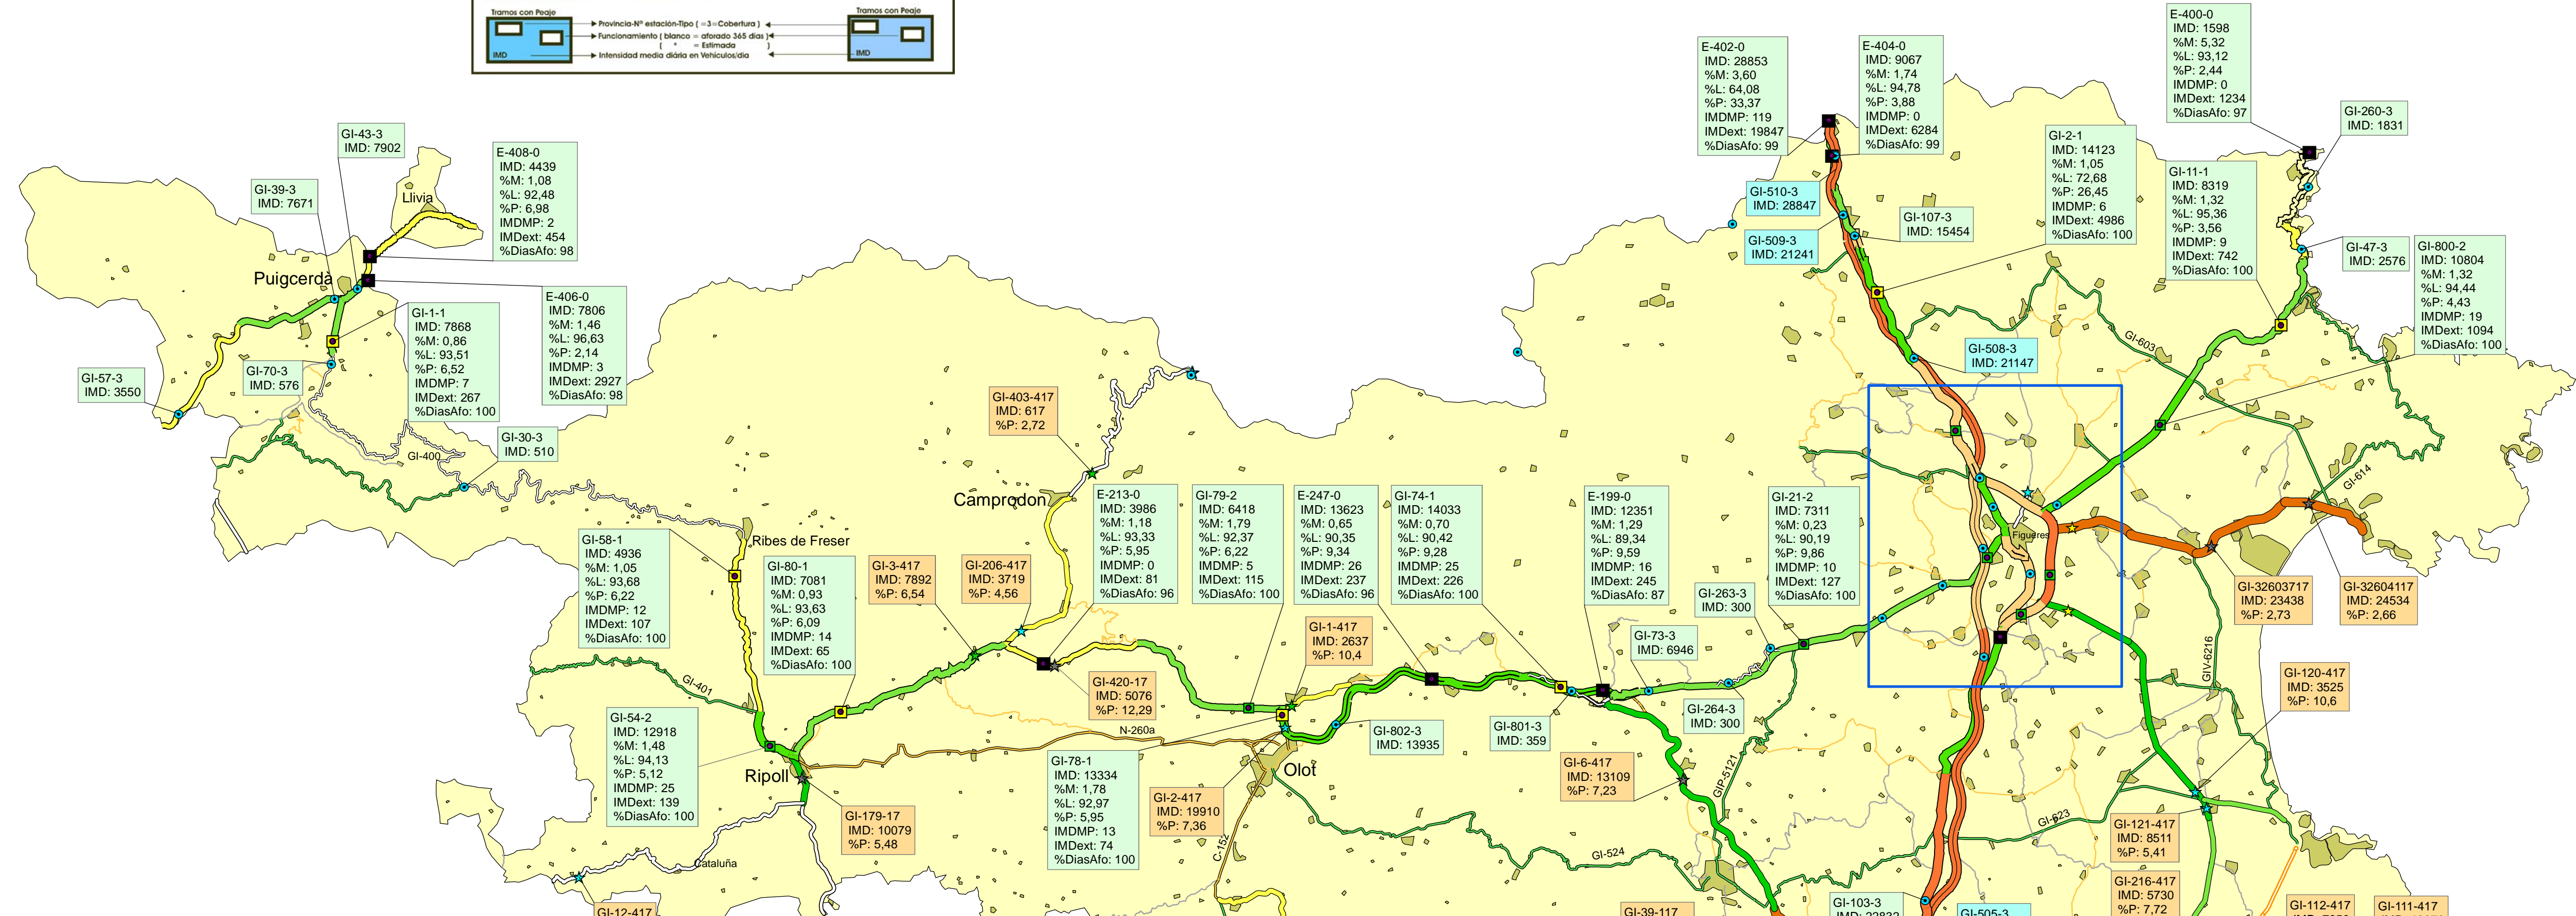 Tramos con Peaje
Tramos con Peaje
Provincia-Nº estación-Tipo ( =3=Cobertura )
Funcionamiento ( blanco = aforado 365 días )
( * = Estimada )
Intensidad media diária en Vehículos/día
IMD
IMD
GI-43-3
IMD: 7902
E-408-0
IMD: 4439
%M: 1,08
%L: 92,48
%P: 6,98
IMDMP: 2
IMDext: 454
%DiasAfo: 98
GI-39-3
IMD: 7671
Llivia
Puigcerdà
E-406-0
IMD: 7806
%M: 1,46
%L: 96,63
%P: 2,14
IMDMP: 3
IMDext: 2927
%DiasAfo: 98
GI-1-1
IMD: 7868
%M: 0,86
%L: 93,51
%P: 6,52
IMDMP: 7
IMDext: 267
%DiasAfo: 100
GI-57-3
IMD: 3550
GI-70-3
IMD: 576
GI-30-3
IMD: 510
GI-400
E-402-0
IMD: 28853
%M: 3,60
%L: 64,08
%P: 33,37
IMDMP: 119
IMDext: 19847
%DiasAfo: 99
E-404-0
IMD: 9067
%M: 1,74
%L: 94,78
%P: 3,88
IMDMP: 0
IMDext: 6284
%DiasAfo: 99
E-400-0
IMD: 1598
%M: 5,32
%L: 93,12
%P: 2,44
IMDMP: 0
IMDext: 1234
%DiasAfo: 97
GI-260-3
IMD: 1831
GI-2-1
IMD: 14123
%M: 1,05
%L: 72,68
%P: 26,45
IMDMP: 6
IMDext: 4986
%DiasAfo: 100
GI-11-1
IMD: 8319
%M: 1,32
%L: 95,36
%P: 3,56
IMDMP: 9
IMDext: 742
%DiasAfo: 100
GI-510-3
IMD: 28847
GI-107-3
IMD: 15454
GI-509-3
IMD: 21241
GI-47-3
IMD: 2576
GI-800-2
IMD: 10804
%M: 1,32
%L: 94,44
%P: 4,43
IMDMP: 19
IMDext: 1094
%DiasAfo: 100
GI-508-3
IMD: 21147
GI-603
GI-614
GI-403-417
IMD: 617
%P: 2,72
Camprodon
Ribes de Freser
GI-58-1
IMD: 4936
%M: 1,05
%L: 93,68
%P: 6,22
IMDMP: 12
IMDext: 107
%DiasAfo: 100
GI-80-1
IMD: 7081
%M: 0,93
%L: 93,63
%P: 6,09
IMDMP: 14
IMDext: 65
%DiasAfo: 100
GI-3-417
IMD: 7892
%P: 6,54
GI-206-417
IMD: 3719
%P: 4,56
E-213-0
IMD: 3986
%M: 1,18
%L: 93,33
%P: 5,95
IMDMP: 0
IMDext: 81
%DiasAfo: 96
GI-79-2
IMD: 6418
%M: 1,79
%L: 92,37
%P: 6,22
IMDMP: 5
IMDext: 115
%DiasAfo: 100
E-247-0
IMD: 13623
%M: 0,65
%L: 90,35
%P: 9,34
IMDMP: 26
IMDext: 237
%DiasAfo: 96
GI-74-1
IMD: 14033
%M: 0,70
%L: 90,42
%P: 9,28
IMDMP: 25
IMDext: 226
%DiasAfo: 100
E-199-0
IMD: 12351
%M: 1,29
%L: 89,34
%P: 9,59
IMDMP: 16
IMDext: 245
%DiasAfo: 87
GI-21-2
IMD: 7311
%M: 0,23
%L: 90,19
%P: 9,86
IMDMP: 10
IMDext: 127
%DiasAfo: 100
Figueres
GI-263-3
IMD: 300
GI-32603717
IMD: 23438
%P: 2,73
GI-32604117
IMD: 24534
%P: 2,66
GI-1-417
IMD: 2637
%P: 10,4
GI-73-3
IMD: 6946
GIV-6216
GI-420-17
IMD: 5076
%P: 12,29
GI-401
GI-120-417
IMD: 3525
%P: 10,6
GI-264-3
IMD: 300
GI-54-2
IMD: 12918
%M: 1,48
%L: 94,13
%P: 5,12
IMDMP: 25
IMDext: 139
%DiasAfo: 100
N-260a
GI-802-3
IMD: 13935
GI-801-3
IMD: 359
Ripoll
Olot
GI-78-1
IMD: 13334
%M: 1,78
%L: 92,97
%P: 5,95
IMDMP: 13
IMDext: 74
%DiasAfo: 100
GI-6-417
IMD: 13109
%P: 7,23
GIP-5121
GI-2-417
IMD: 19910
%P: 7,36
GI-179-17
IMD: 10079
%P: 5,48
GI-623
GI-121-417
IMD: 8511
%P: 5,41
C-152
GI-524
Cataluña
GI-216-417
IMD: 5730
%P: 7,72
GI-12-417
GI-39-117
GI-103-3
GI-505-3
GI-112-417
GI-111-417